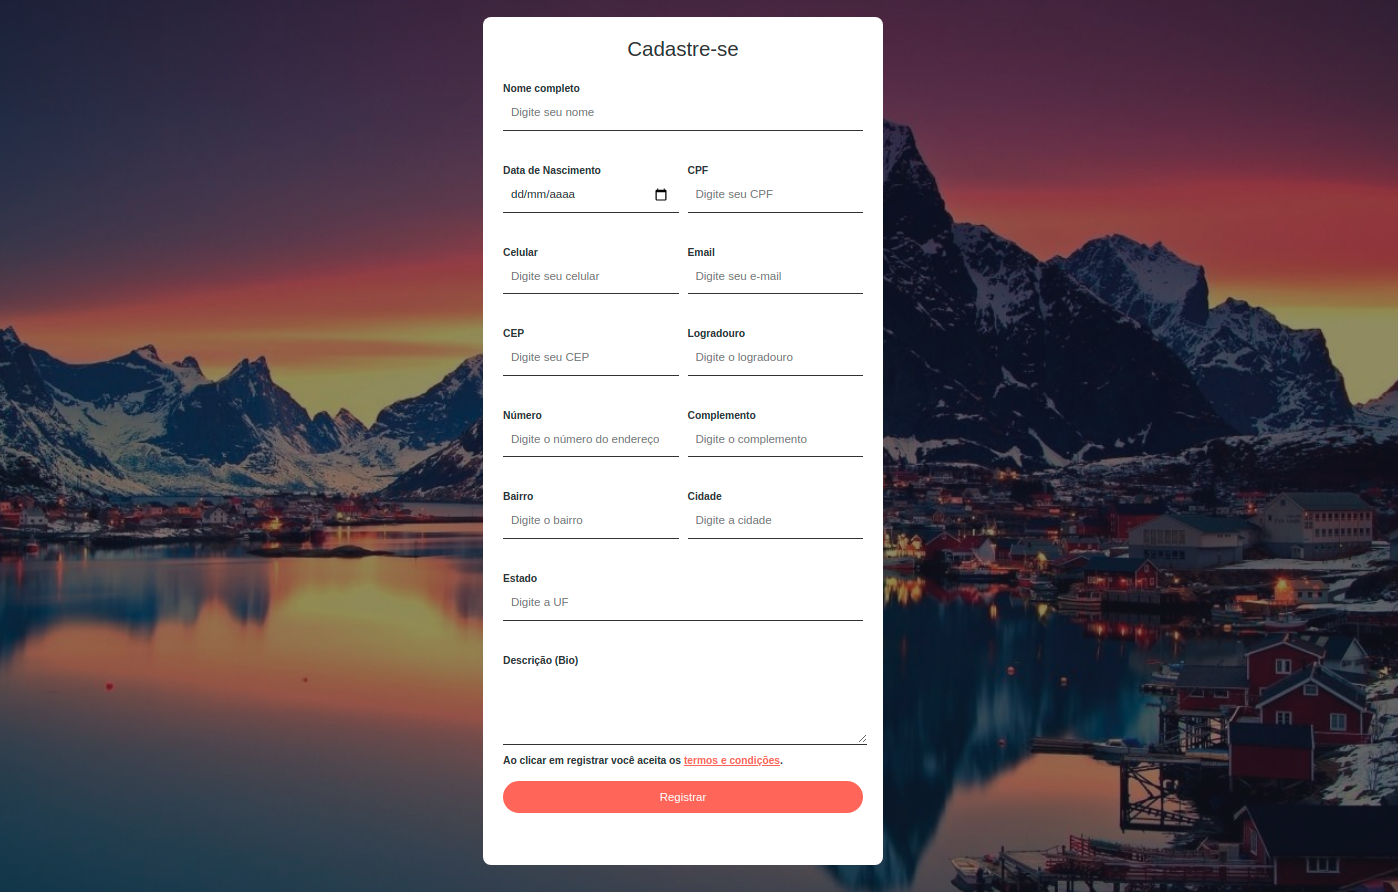 Cadastre-se
Nome completo
Digite seu nome
Data de Nascimento CPF
dd/mm/aaaa Digite seu CPF
Celular Email
Digite seu celular Digite seu e-mail
CEP Logradouro
Digite seu CEP Digite o logradouro
Número Complemento
Digite o número do endereço Digite o complemento
Bairro Cidade
Digite o bairro Digite a cidade
Estado
Digite a UF
Descrição (Bio)
Ao clicar em registrar você aceita os termos e condições.
Registrar